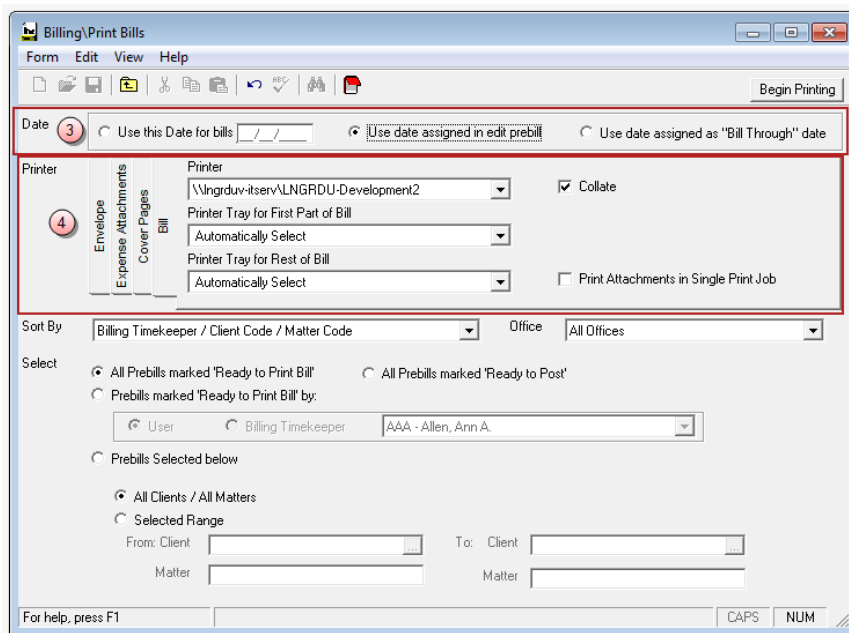 Billing\Print Bills
Form Edit View Help
ABC
Begin Printing
Date 3 Use this Date for bills __/__/____ Use date assigned in edit prebill Use date assigned as "Bill Through" date
Printer
4
Envelope
Expense Attachments
Cover Pages
Bill
Printer
\\lngrduv-itserv\LNGRDU-Development2 Collate
Printer Tray for First Part of Bill
Automatically Select
Printer Tray for Rest of Bill
Automatically Select Print Attachments in Single Print Job
Sort By Billing Timekeeper / Client Code / Matter Code Office All Offices
Select All Prebills marked 'Ready to Print Bill' All Prebills marked 'Ready to Post'
Prebills marked 'Ready to Print Bill' by:
User Billing Timekeeper AAA - Allen, Ann A.
Prebills Selected below
All Clients / All Matters
Selected Range
From: Client ... To: Client ...
Matter Matter
For help, press F1 CAPS NUM